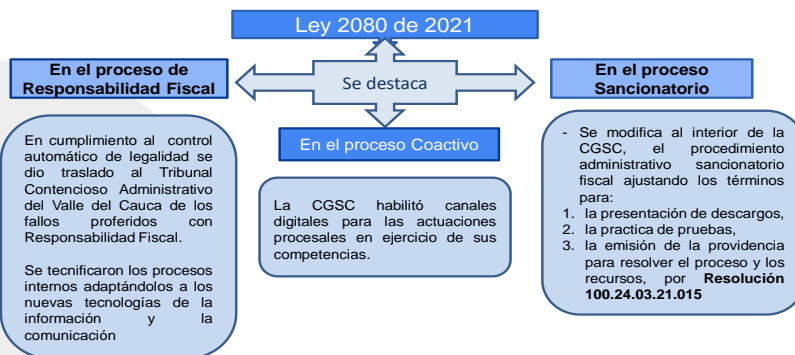 Ley 2080 de 2021
En el proceso de
Responsabilidad Fiscal
Se destaca
En el proceso
Sancionatorio
En el proceso Coactivo
En cumplimiento al control
automático de legalidad se
dio traslado al Tribunal
Contencioso Administrativo
del Valle del Cauca de los
fallos proferidos con
Responsabilidad Fiscal.
Se tecnificaron los procesos
internos adaptándolos a los
nuevas tecnologías de la
información y la
comunicación
La CGSC habilitó canales
digitales para las actuaciones
procesales en ejercicio de sus
competencias.
- Se modifica al interior de la
CGSC, el procedimiento
administrativo sancionatorio
fiscal ajustando los términos
para:
1. la presentación de descargos,
2. la practica de pruebas,
3. la emisión de la providencia
para resolver el proceso y los
recursos, por Resolución
100.24.03.21.015